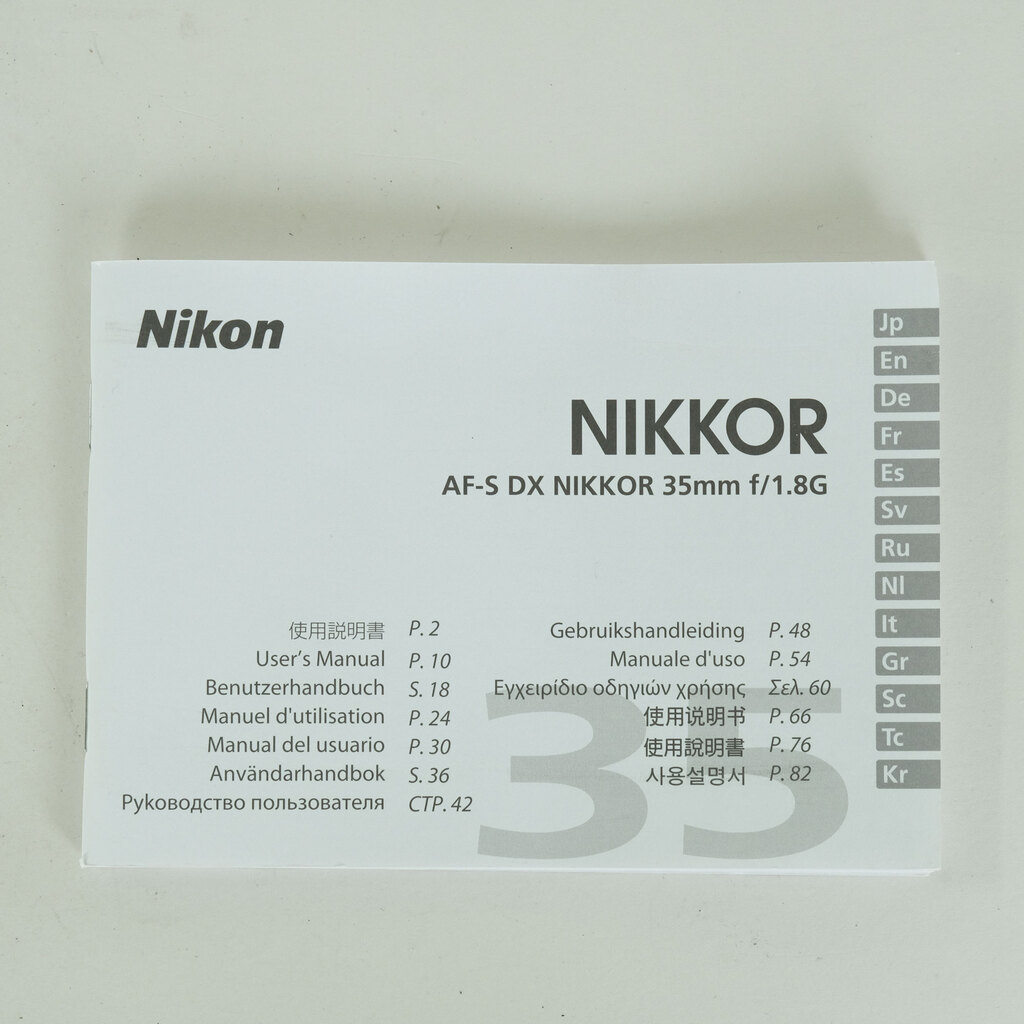 Nikon
NIKKOR
AF-S DX NIKKOR 35mm f/1.8G
使用説明書 P. 2
User's Manual P. 10
Benutzerhandbuch S. 18
Manuel d'utilisation P. 24
Manual del usuario P. 30
Användarhandbok S. 36
Руководство пользователя СТР. 42
Gebruikshandleiding P. 48
Manuale d'uso P. 54
Εγχειρίδιο οδηγιών χρήσης Σελ. 60
使用说明书 P. 66
使用說明書 P. 76
사용설명서 P. 82
35
Jp
En
De
Fr
Es
Sv
Ru
Nl
It
Gr
Sc
Tc
Kr